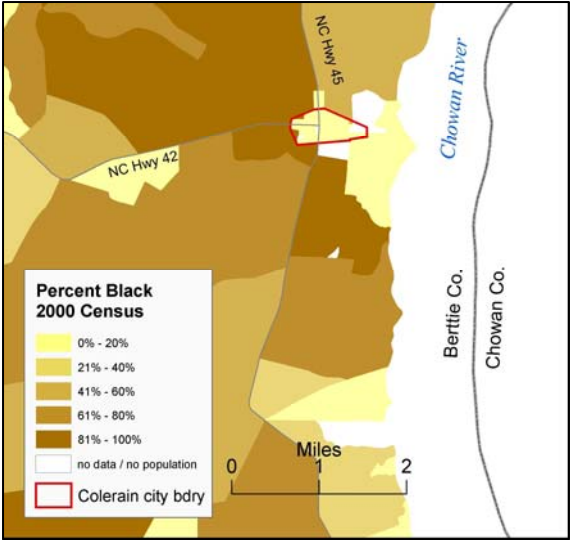 NC Hwy 45
Chowan River
NC Hwy 42
Berttie Co.
Chowan Co.
Percent Black
2000 Census
0% - 20%
21% - 40%
41% - 60%
61% - 80%
81% - 100%
no data / no population
Colerain city bdry
Miles
0 1 2